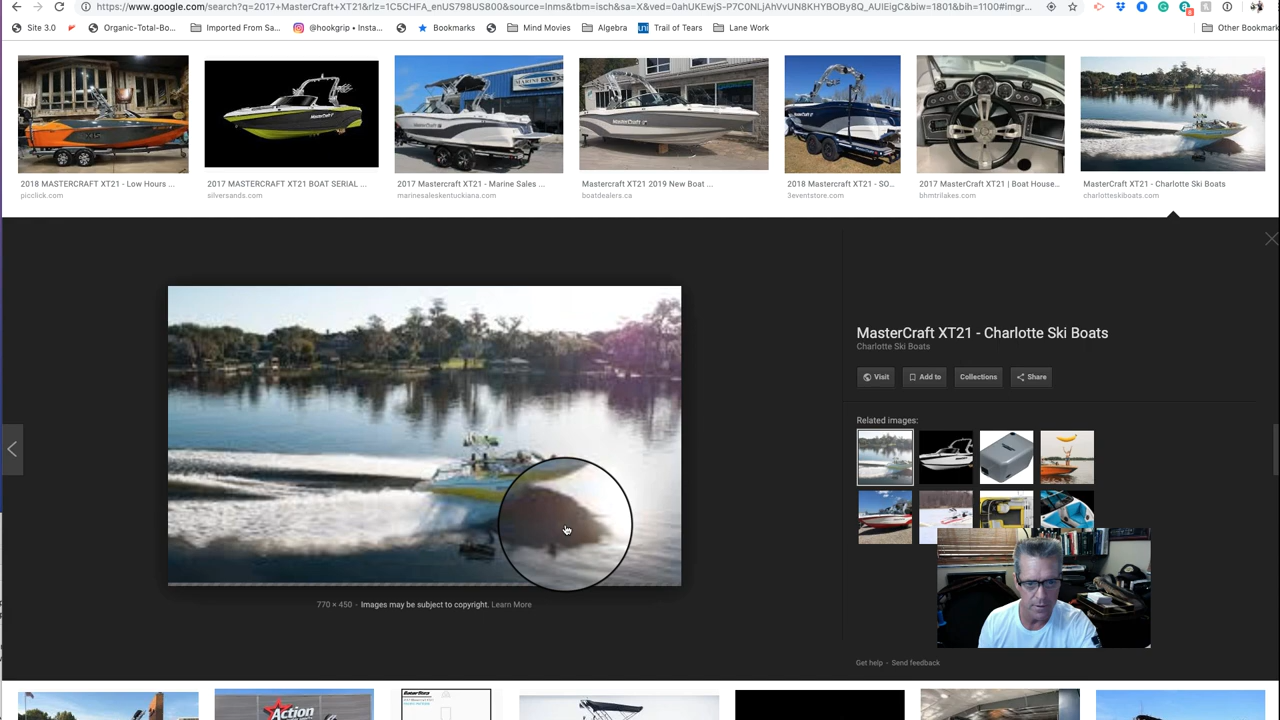 https://www.google.com/search?q=2017+MasterCraft+XT21&rlz=1C5CHFA_enUS798US800&source=lnms&tbm=isch&sa=X&ved=0ahUKEwjS-P7C0NLjAhVvUN8KHYBOBy8Q_AUIEigC&biw=1801&bih=1100#imgr...
Site 3.0 Organic-Total-Bo... Imported From Sa... @hookgrip • Insta... Bookmarks Mind Movies Algebra Trail of Tears Lane Work Other Bookmark
MasterCraft
2018 MASTERCRAFT XT21 - Low Hours ...
picclick.com
2017 MASTERCRAFT XT21 BOAT SERIAL ...
silversands.com
2017 Mastercraft XT21 - Marine Sales ...
marinesaleskentuckiana.com
Mastercraft XT21 2019 New Boat ...
boatdealers.ca
2018 Mastercraft XT21 - SO...
3eventstore.com
2017 MasterCraft XT21 | Boat House...
bhmtrilakes.com
MasterCraft XT21 - Charlotte Ski Boats
charlotteskiboats.com
MasterCraft XT21 - Charlotte Ski Boats
Charlotte Ski Boats
Visit Add to Collections Share
Related images:
770 × 450 - Images may be subject to copyright. Learn More
Get help - Send feedback
Action